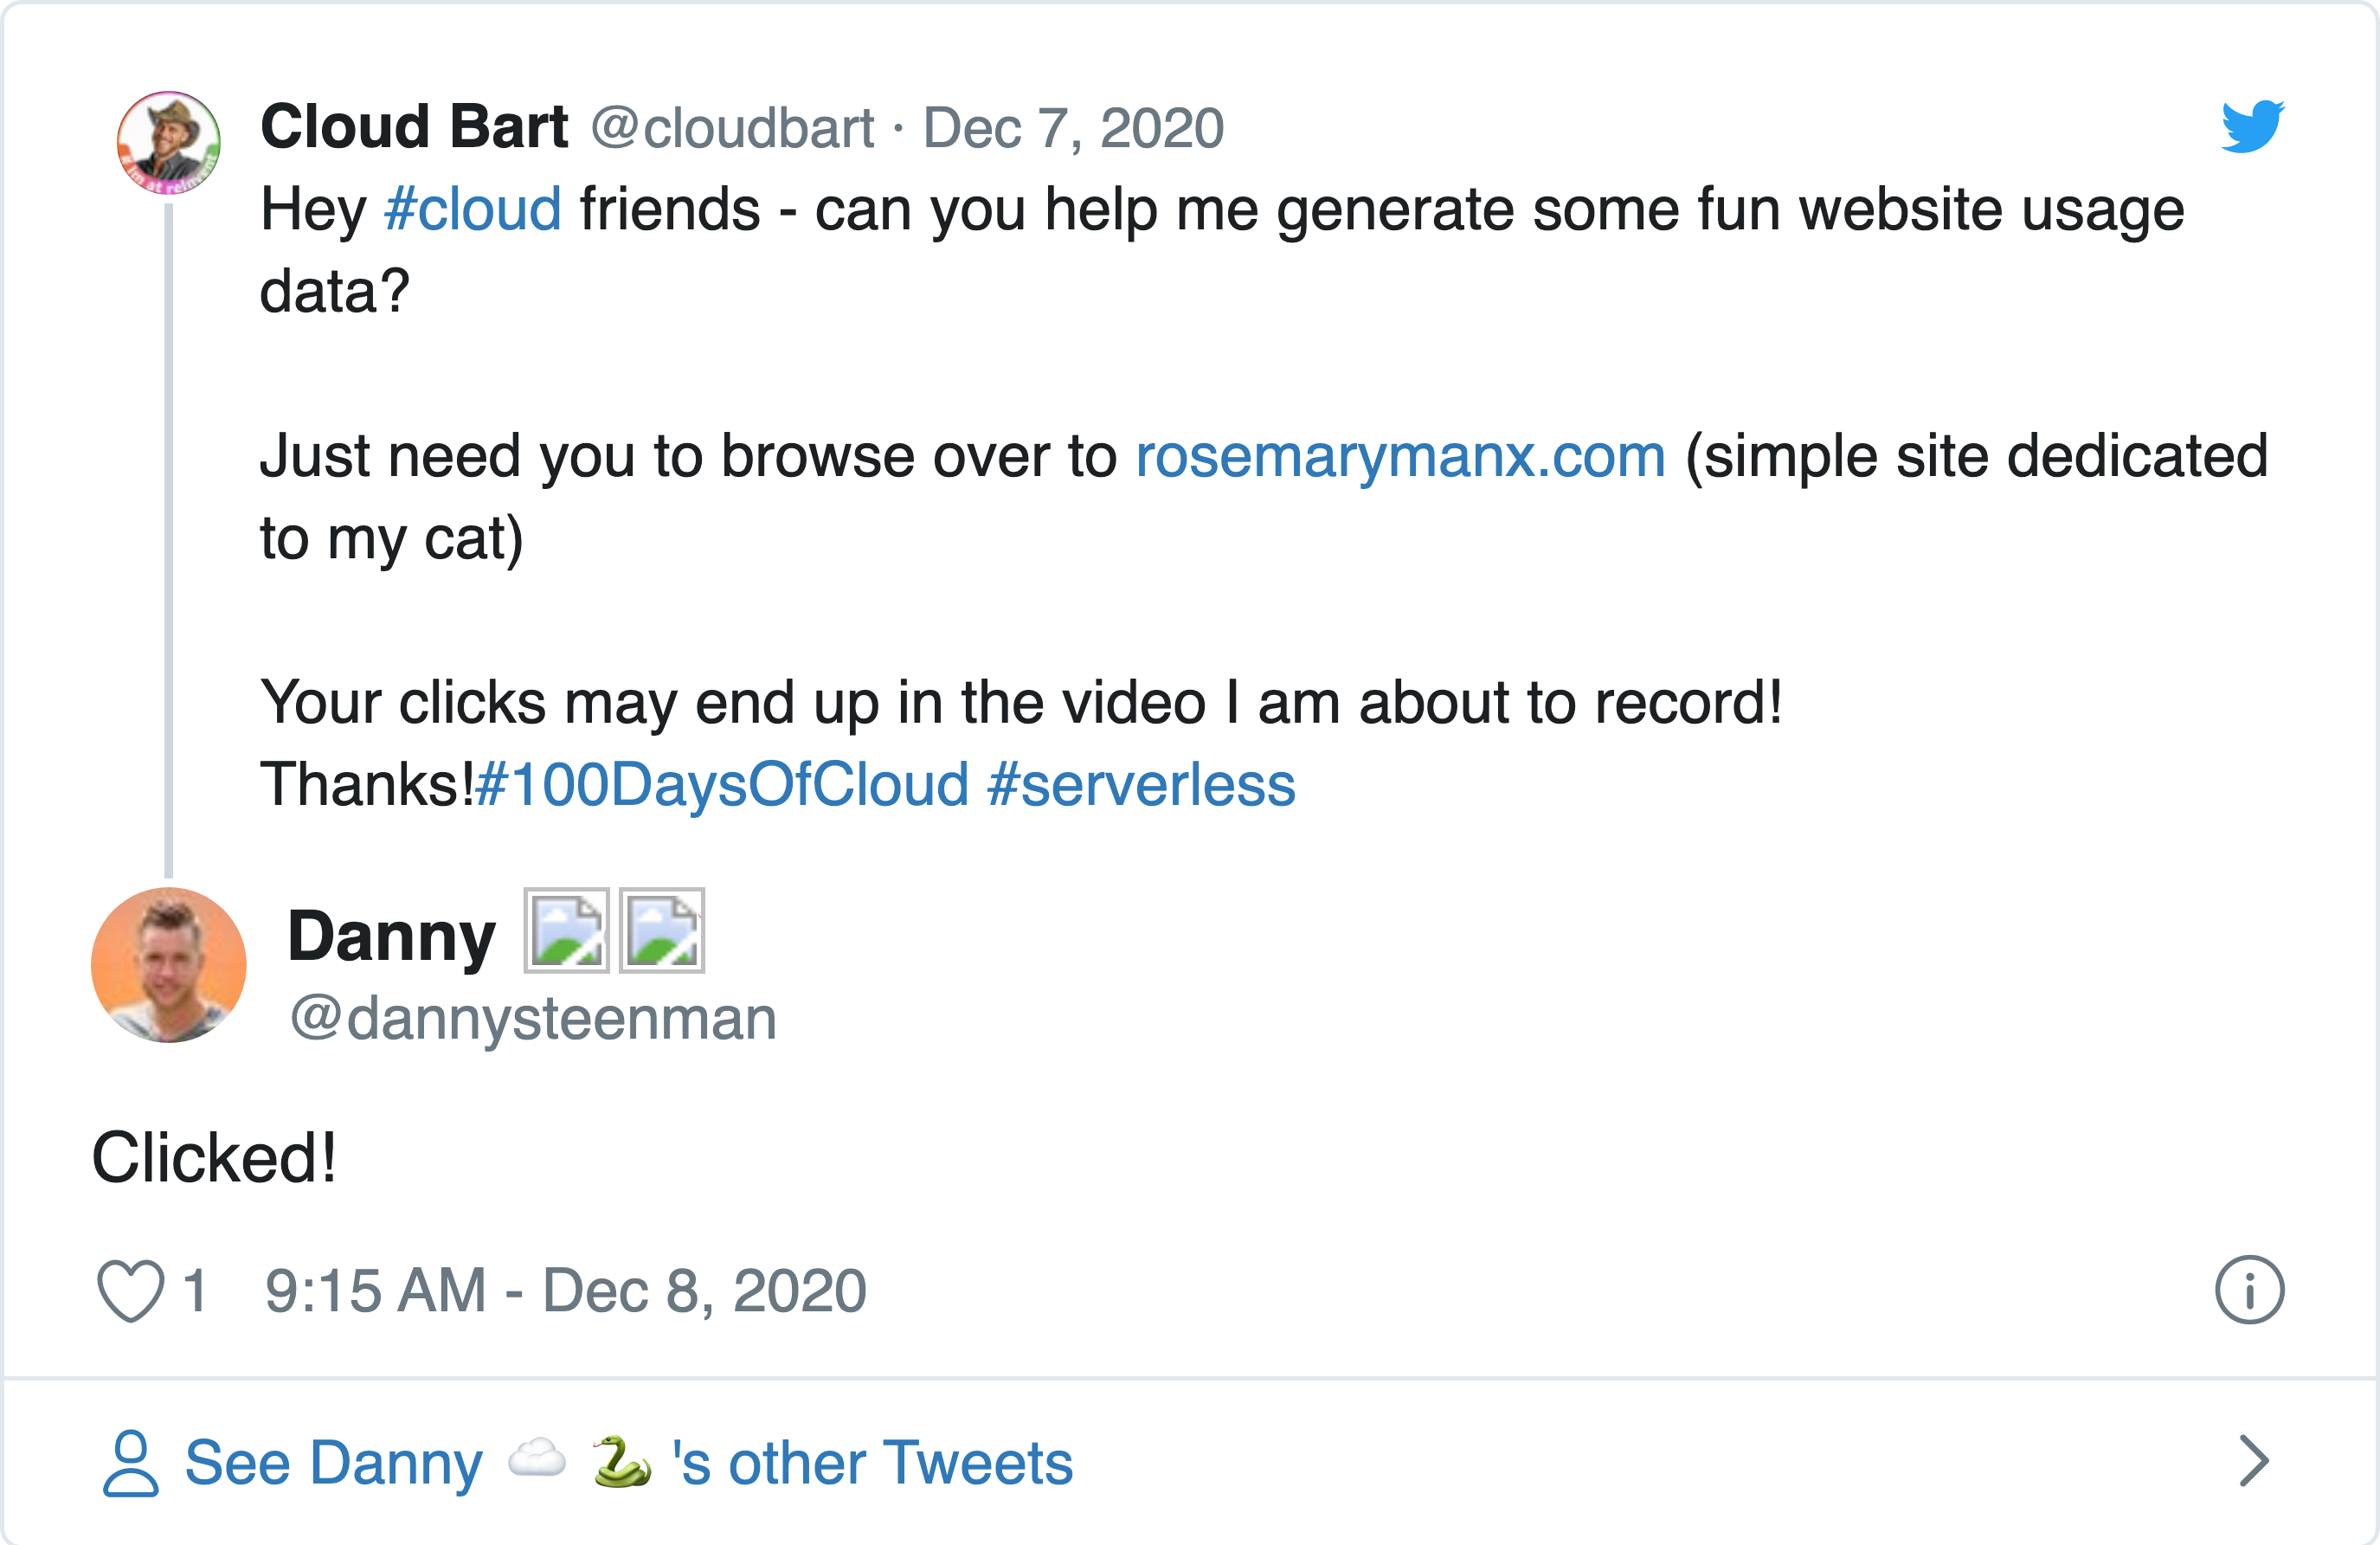 Cloud Bart @cloudbart · Dec 7, 2020
Hey #cloud friends - can you help me generate some fun website usage
data?
Just need you to browse over to rosemarymanx.com (simple site dedicated
to my cat)
Your clicks may end up in the video I am about to record!
Thanks!#100DaysOfCloud #serverless
Danny
@dannysteenman
Clicked!
1 9:15 AM - Dec 8, 2020
See Danny ☁️ 🐍 's other Tweets